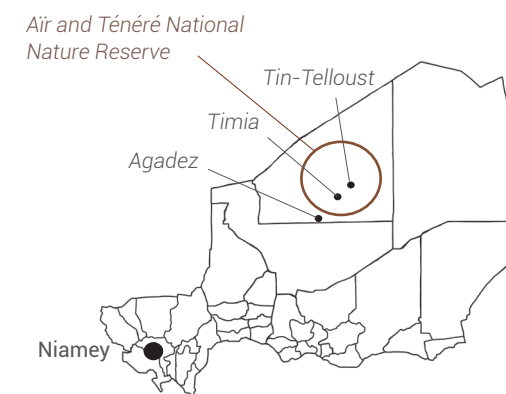 Aïr and Ténéré National
Nature Reserve
Tin-Telloust
Timia
Agadez
Niamey